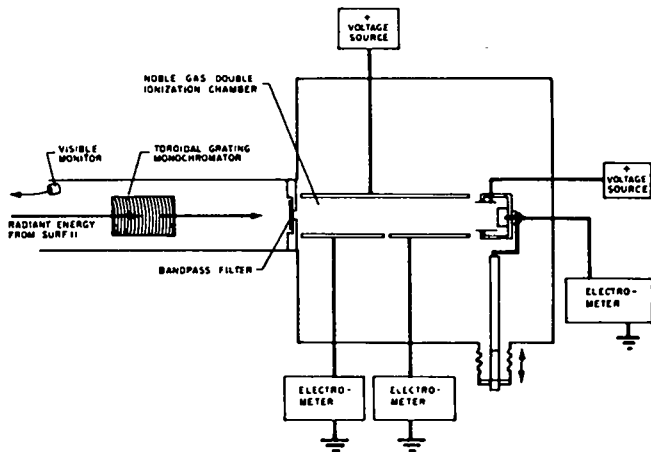 +
VOLTAGE
SOURCE
NOBLE GAS DOUBLE
IONIZATION CHAMBER
VISIBLE
MONITOR
TOROIDAL GRATING
MONOCHROMATOR
+
VOLTAGE
SOURCE
RADIANT ENERGY
FROM SURF II
BANDPASS FILTER
ELECTRO-
METER
ELECTRO-
METER
ELECTRO-
METER